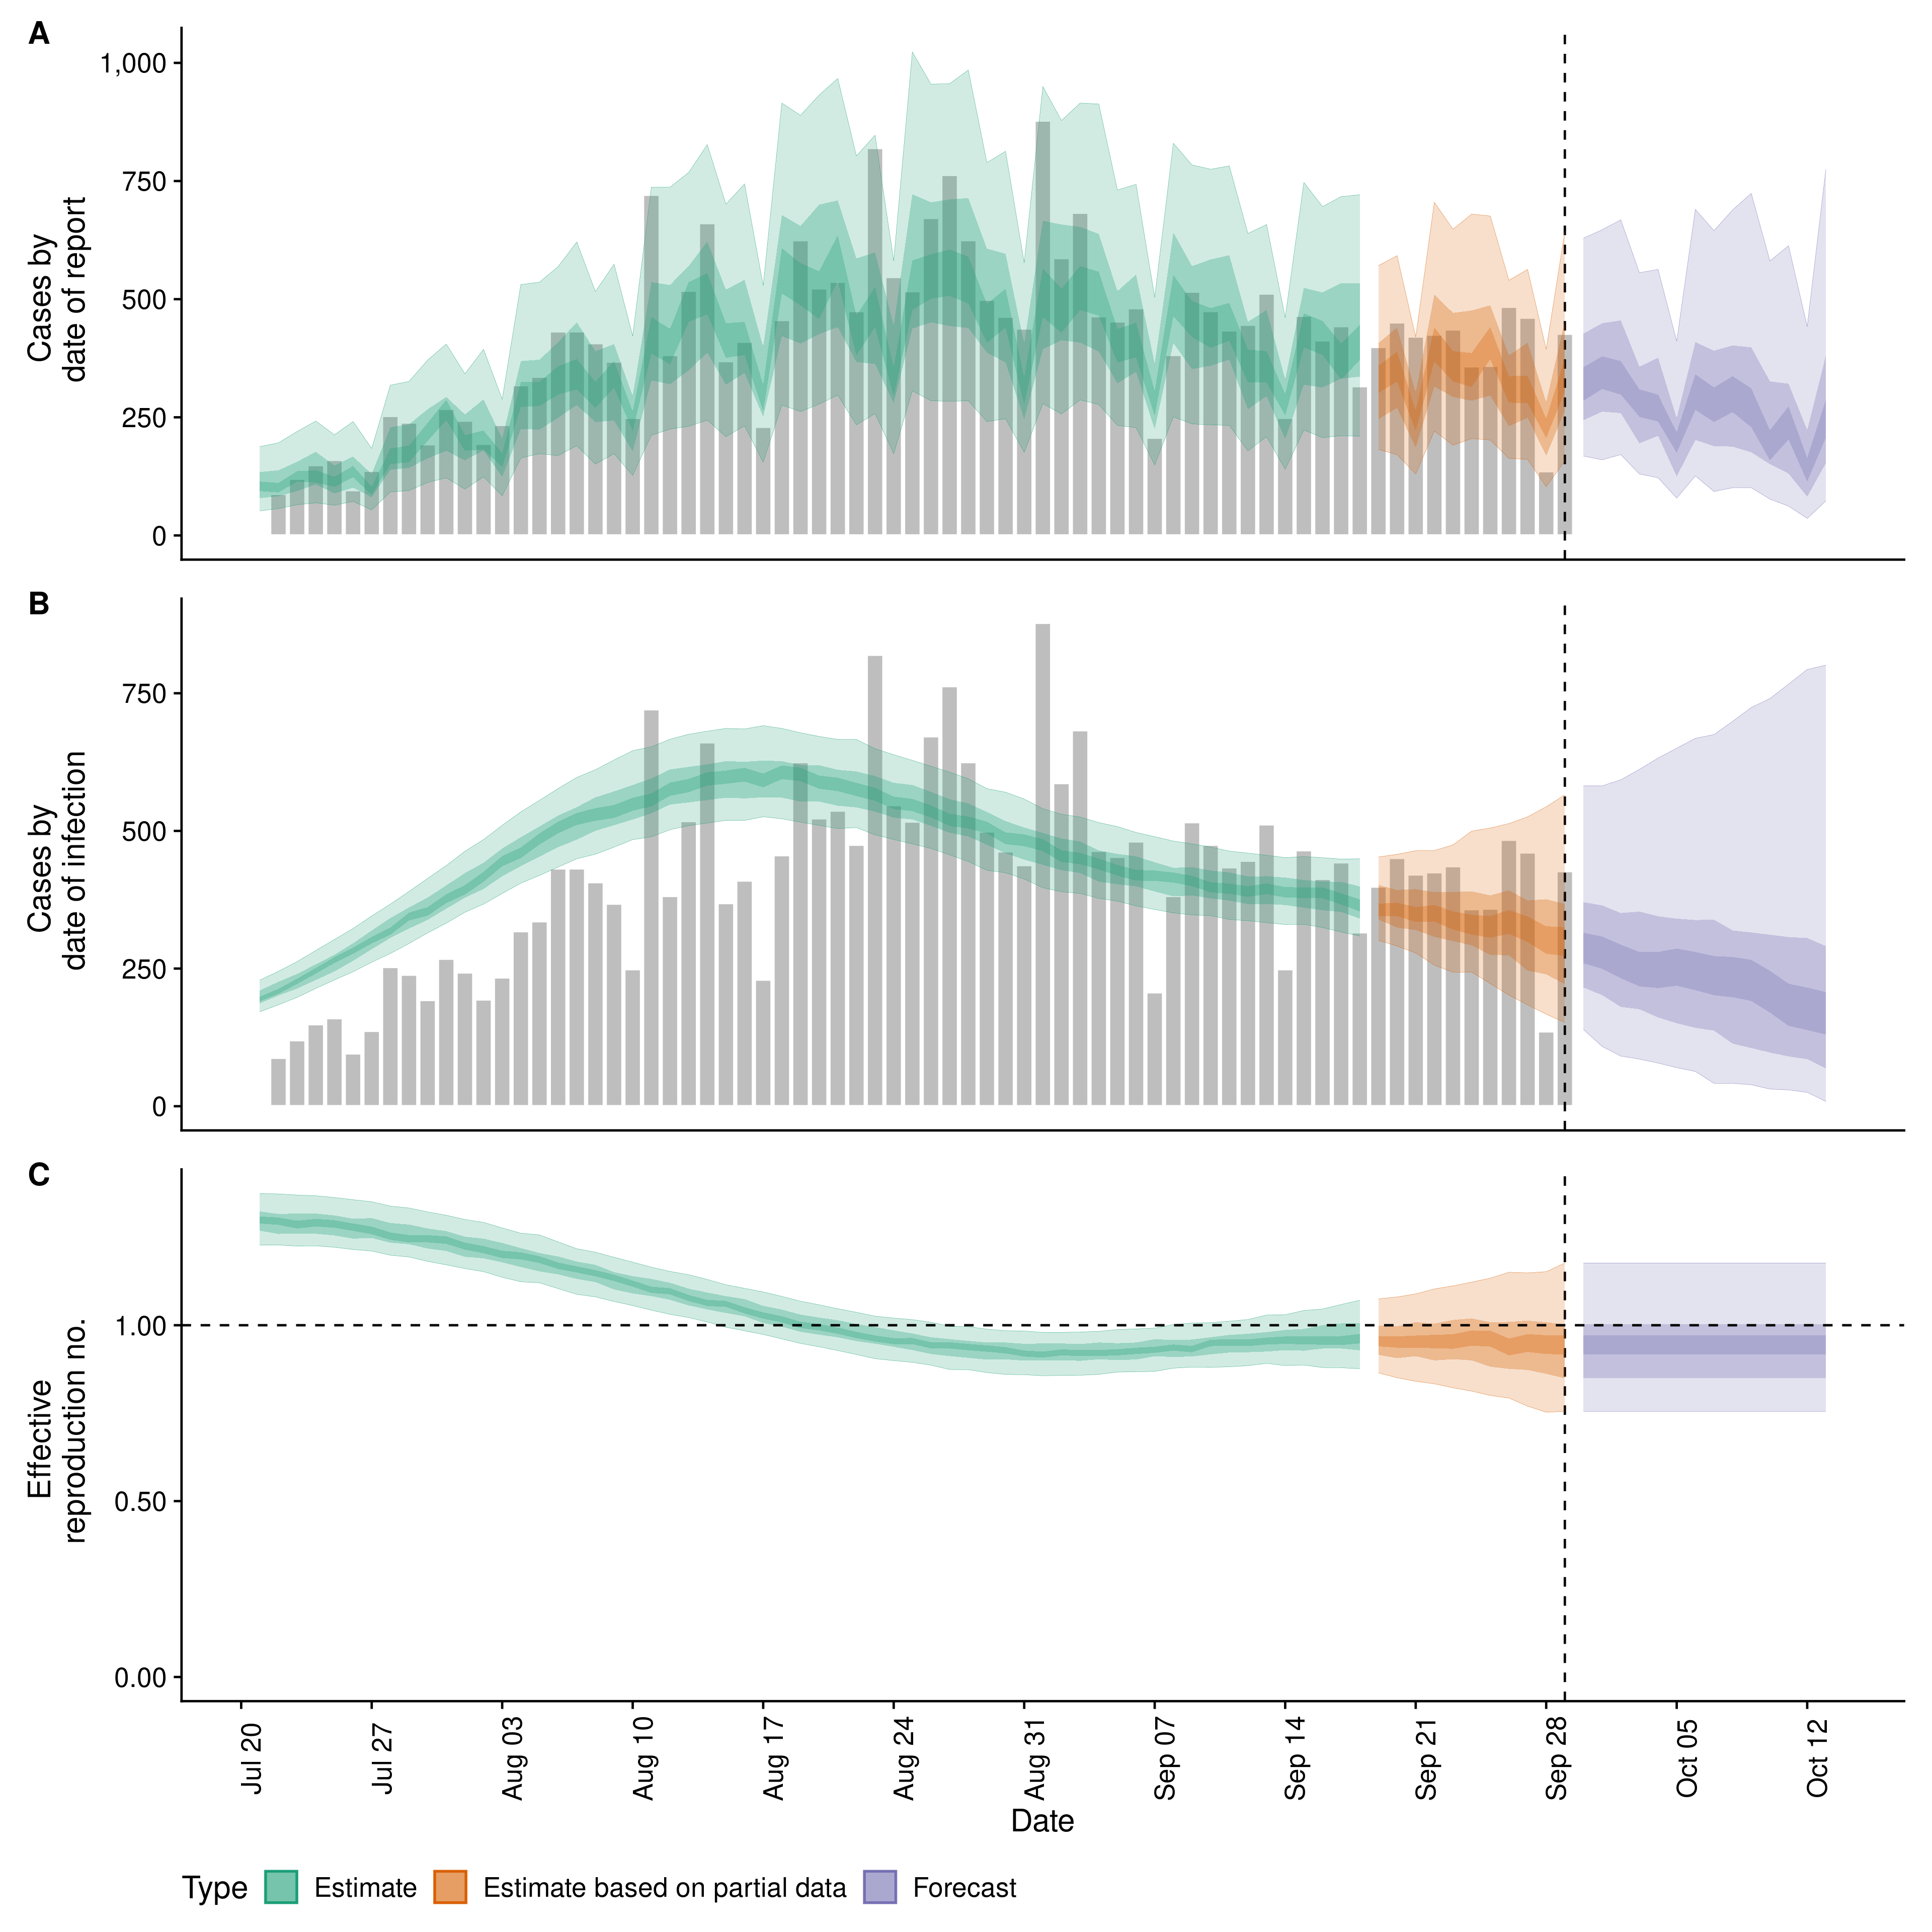 A
1,000
750
500
250
0
Cases by
date of report
B
750
500
250
0
Cases by
date of infection
C
1.00
0.50
0.00
Effective
reproduction no.
Jul 20
Jul 27
Aug 03
Aug 10
Aug 17
Aug 24
Aug 31
Sep 07
Sep 14
Sep 21
Sep 28
Oct 05
Oct 12
Date
Type Estimate Estimate based on partial data Forecast